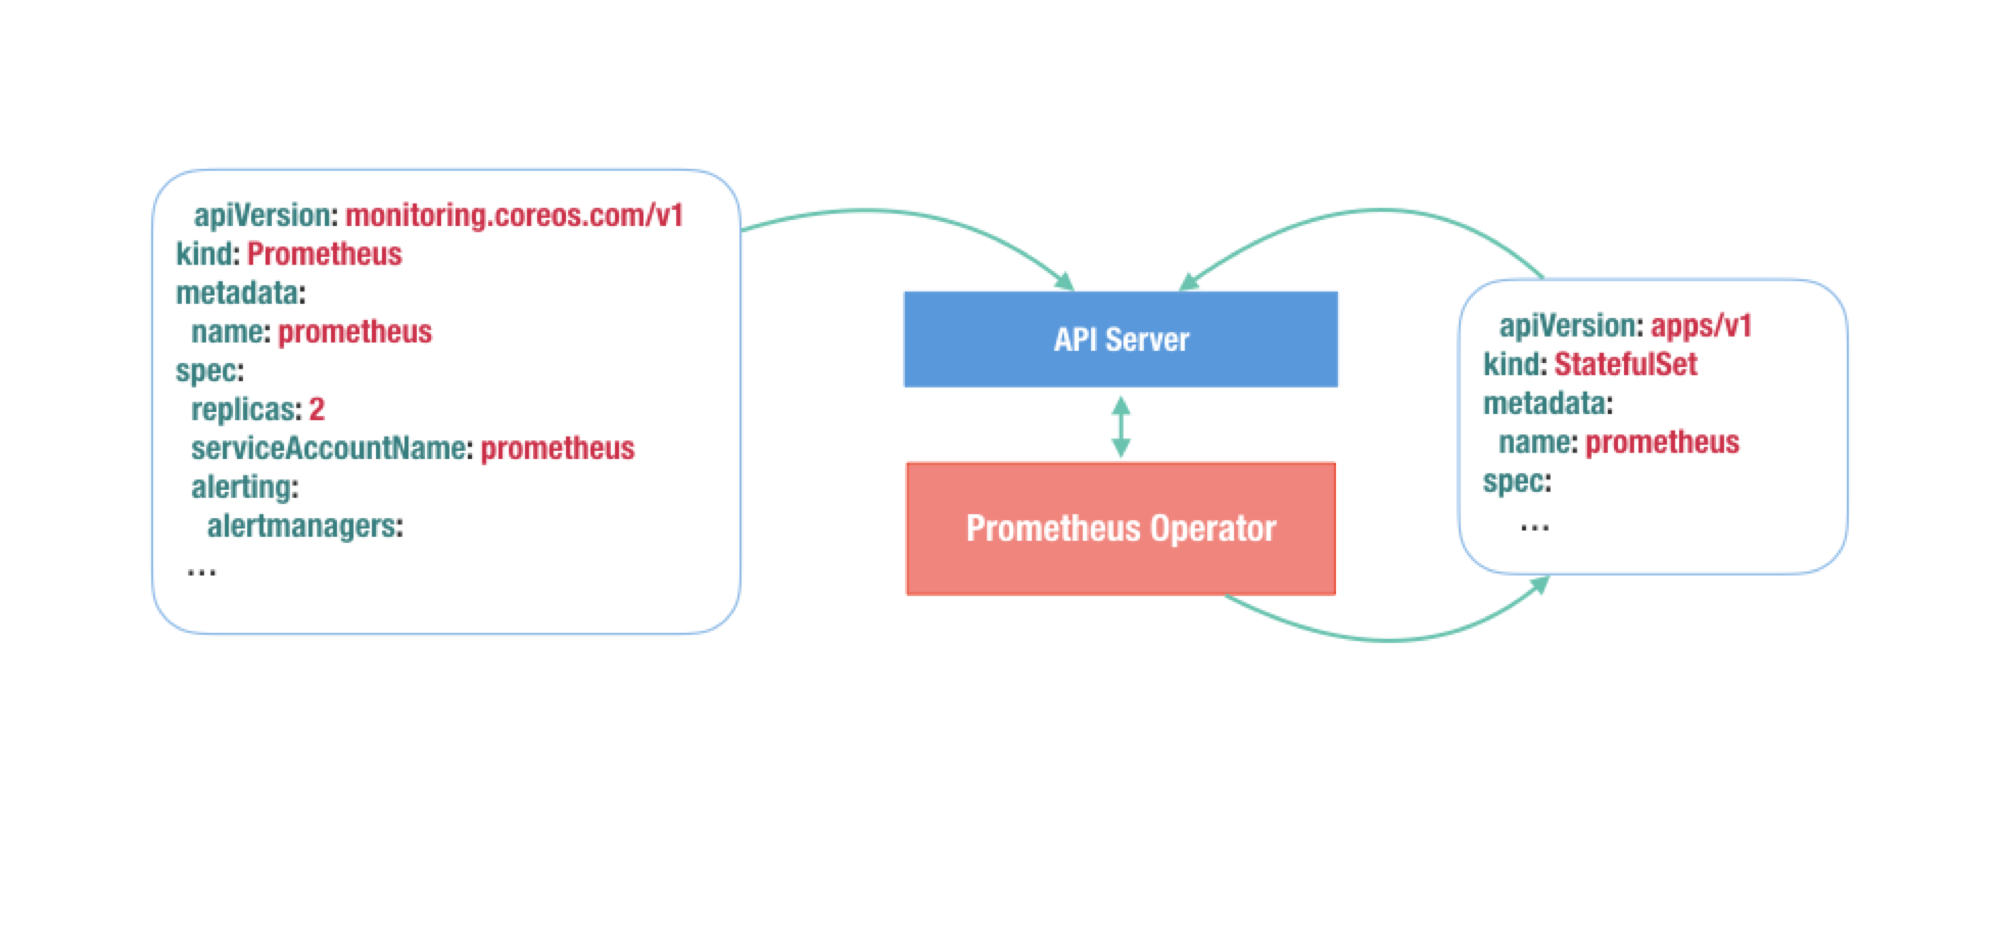 apiVersion: monitoring.coreos.com/v1
kind: Prometheus
metadata:
name: prometheus
spec:
replicas: 2
serviceAccountName: prometheus
alerting:
alertmanagers:
...
API Server
Prometheus Operator
apiVersion: apps/v1
kind: StatefulSet
metadata:
name: prometheus
spec:
...